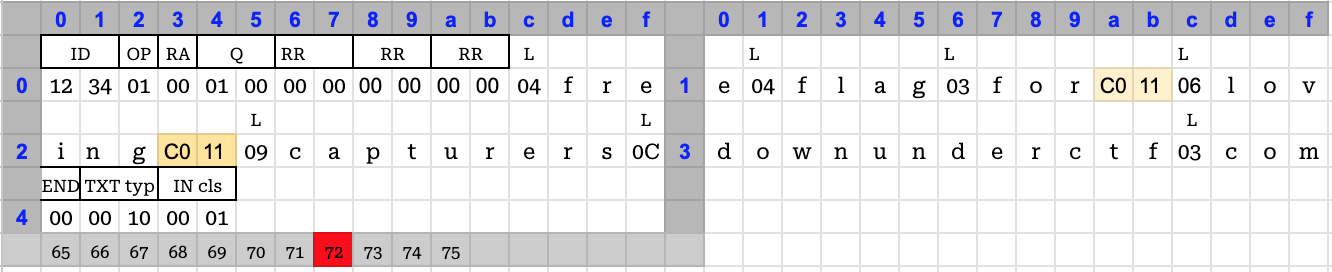 0 1 2 3 4 5 6 7 8 9 a b c d e f 0 1 2 3 4 5 6 7 8 9 a b c d e f
ID OP RA Q RR RR RR L L L L
0 12 34 01 00 01 00 00 00 00 00 00 00 04 f r e 1 e 04 f l a g 03 f o r C0 11 06 l o v
L L L
2 i n g C0 11 09 c a p t u r e r s 0C 3 d o w n u n d e r c t f 03 c o m
END TXT typ IN cls
4 00 00 10 00 01
65 66 67 68 69 70 71 72 73 74 75